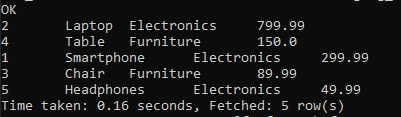 OK
2	Laptop	Electronics	799.99
4	Table	Furniture	150.0
1	Smartphone	Electronics	299.99
3	Chair	Furniture	89.99
5	Headphones	Electronics	49.99
Time taken: 0.16 seconds, Fetched: 5 row(s)